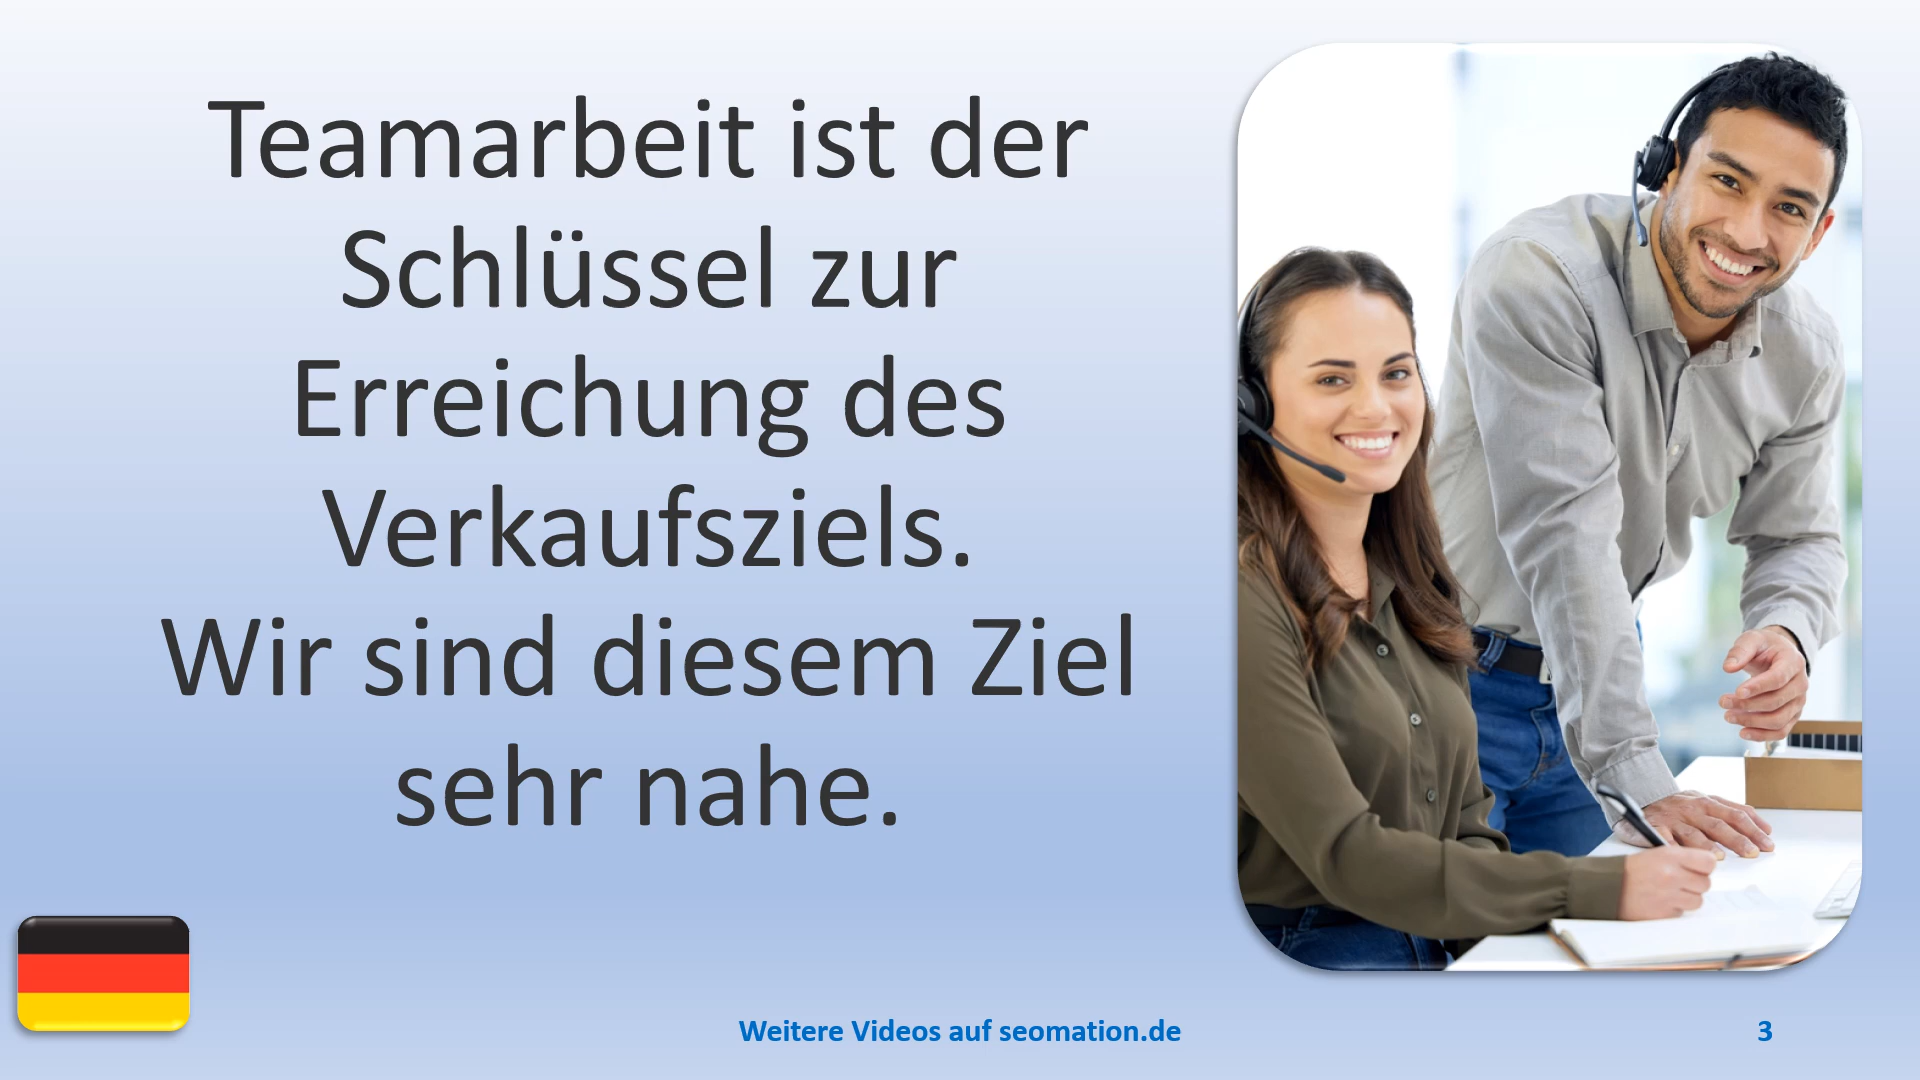 Teamarbeit ist der
Schlüssel zur
Erreichung des
Verkaufsziels.
Wir sind diesem Ziel
sehr nahe.
Weitere Videos auf seomation.de
3